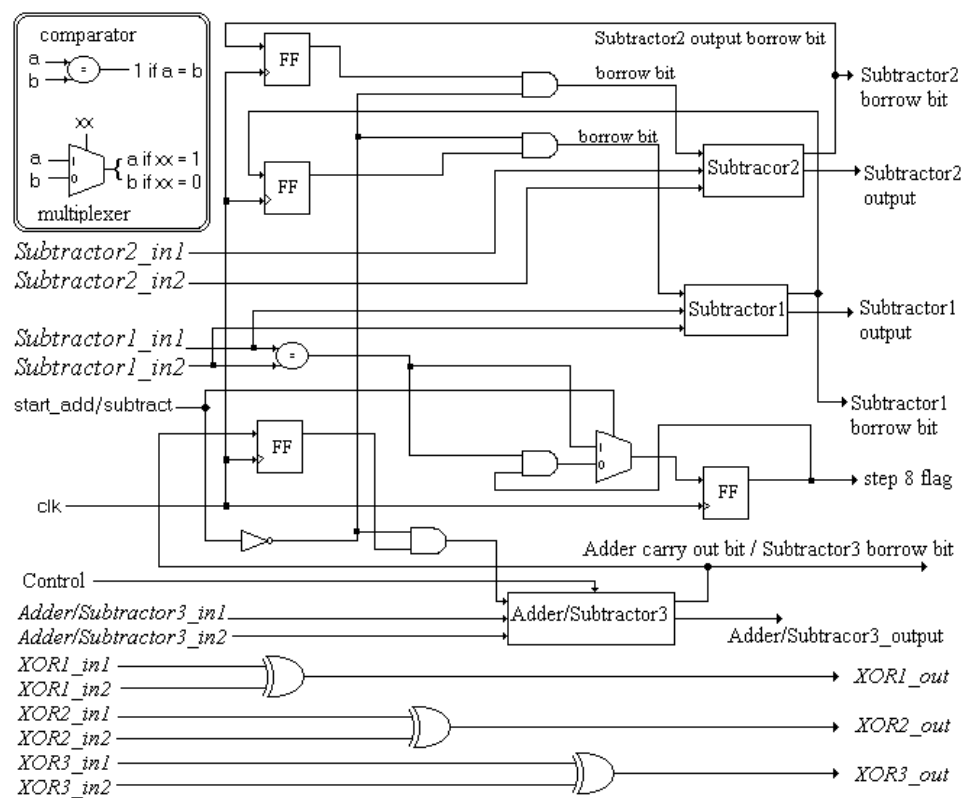 comparator
a
b
=
1 if a = b
xx
a
b
1
0
a if xx = 1
b if xx = 0
multiplexer
FF
Subtractor2 output borrow bit
borrow bit
Subtractor2
borrow bit
FF
borrow bit
Subtracor2
Subtractor2
output
Subtractor2_in1
Subtractor2_in2
Subtractor1
Subtractor1
output
Subtractor1_in1
Subtractor1_in2
=
start_add/subtract
Subtractor1
borrow bit
FF
1
0
FF
step 8 flag
clk
Adder carry out bit / Subtractor3 borrow bit
Control
Adder/Subtractor3_in1
Adder/Subtractor3_in2
Adder/Subtractor3
Adder/Subtracor3_output
XOR1_in1
XOR1_in2
XOR1_out
XOR2_in1
XOR2_in2
XOR2_out
XOR3_in1
XOR3_in2
XOR3_out